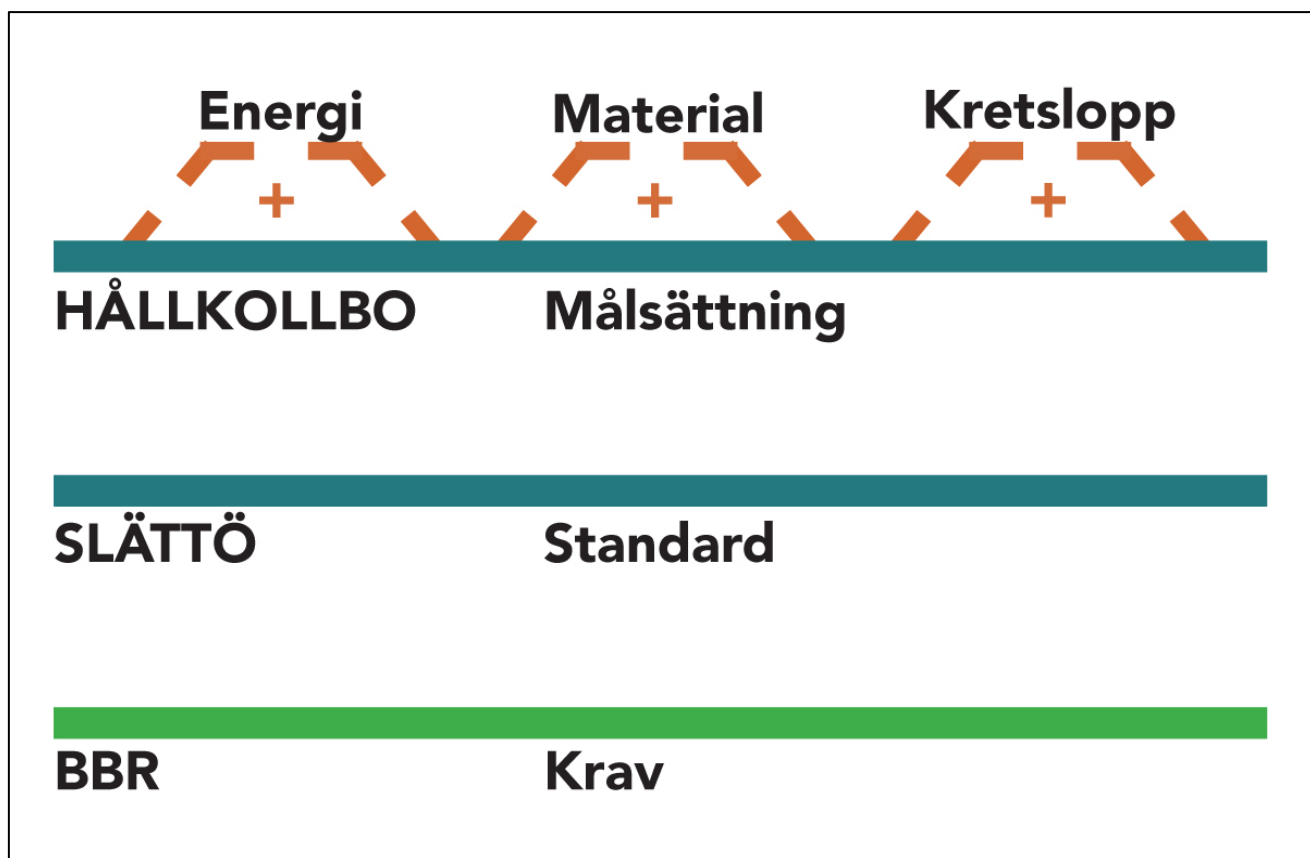 Energi Material Kretslopp
+ + +
HÅLLKOLLBO Målsättning
SLÄTTÖ Standard
BBR Krav